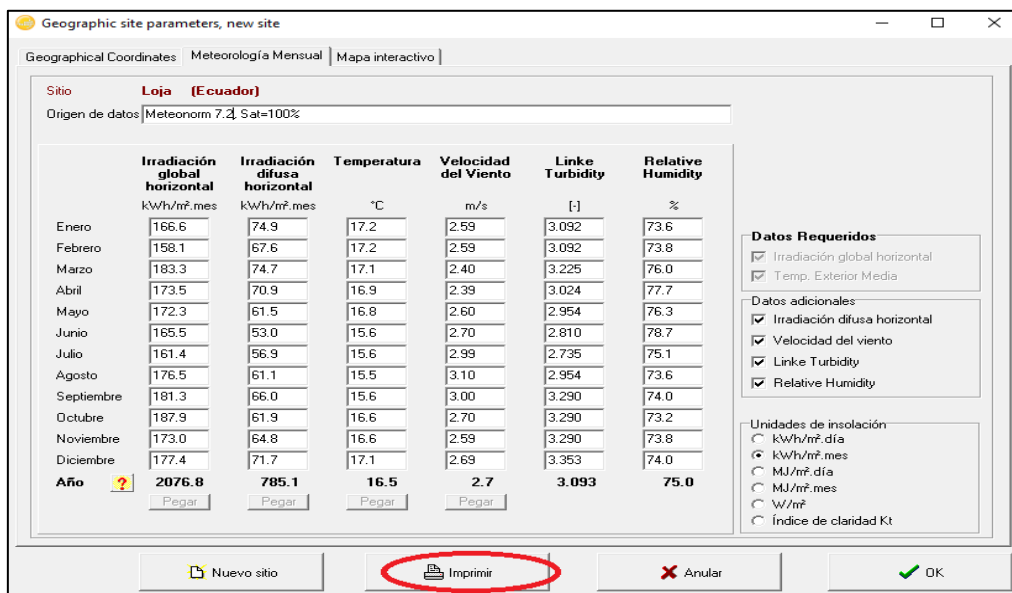 Geographic site parameters, new site
Geographical Coordinates Meteorología Mensual Mapa interactivo
Sitio Loja (Ecuador)
Origen de datos Meteonorm 7.2, Sat=100%
Irradiación global horizontal Irradiación difusa horizontal Temperatura Velocidad del Viento Linke Turbidity Relative Humidity
kWh/m².mes kWh/m².mes °C m/s [-] %
Enero 166.6 74.9 17.2 2.59 3.092 73.6
Febrero 158.1 67.6 17.2 2.59 3.092 73.8
Marzo 183.3 74.7 17.1 2.40 3.225 76.0
Abril 173.5 70.9 16.9 2.39 3.024 77.7
Mayo 172.3 61.5 16.8 2.60 2.954 76.3
Junio 165.5 53.0 15.6 2.70 2.810 78.7
Julio 161.4 56.9 15.6 2.99 2.735 75.1
Agosto 176.5 61.1 15.5 3.10 2.954 73.6
Septiembre 181.3 66.0 15.6 3.00 3.290 74.0
Octubre 187.9 61.9 16.6 2.70 3.290 73.2
Noviembre 173.0 64.8 16.6 2.59 3.290 73.8
Diciembre 177.4 71.7 17.1 2.69 3.353 74.0
Año ? 2076.8 785.1 16.5 2.7 3.093 75.0
Pegar Pegar Pegar Pegar
Datos Requeridos
Irradiación global horizontal
Temp. Exterior Media
Datos adicionales
Irradiación difusa horizontal
Velocidad del viento
Linke Turbidity
Relative Humidity
Unidades de insolación
kWh/m².día
kWh/m².mes
MJ/m².día
MJ/m².mes
W/m²
Índice de claridad Kt
Nuevo sitio Imprimir Anular OK